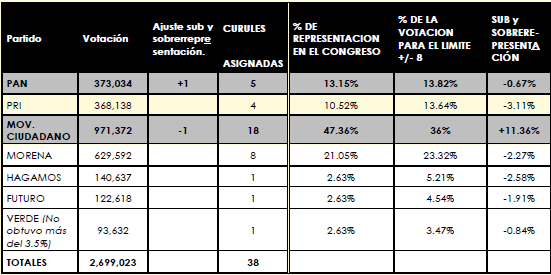 Partido | Votación | Ajuste sub y sobrerrepresentación. | CURULES ASIGNADAS | % DE REPRESENTACION EN EL CONGRESO | % DE LA VOTACION PARA EL LIMITE +/- 8 | SUB y SOBREREPRESENTACIÓN
PAN | 373,034 | +1 | 5 | 13.15% | 13.82% | -0.67%
PRI | 368,138 | | 4 | 10.52% | 13.64% | -3.11%
MOV. CIUDADANO | 971,372 | -1 | 18 | 47.36% | 36% | +11.36%
MORENA | 629,592 | | 8 | 21.05% | 23.32% | -2.27%
HAGAMOS | 140,637 | | 1 | 2.63% | 5.21% | -2.58%
FUTURO | 122,618 | | 1 | 2.63% | 4.54% | -1.91%
VERDE (No obtuvo más del 3.5%) | 93,632 | | 1 | 2.63% | 3.47% | -0.84%
TOTALES | 2,699,023 | | 38